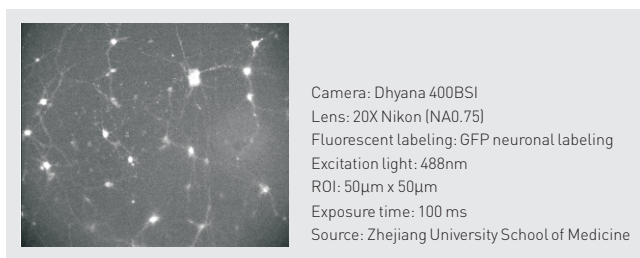 Camera: Dhyana 400BSI
Lens: 20X Nikon (NA0.75)
Fluorescent labeling: GFP neuronal labeling
Excitation light: 488nm
ROI: 50μm x 50μm
Exposure time: 100 ms
Source: Zhejiang University School of Medicine